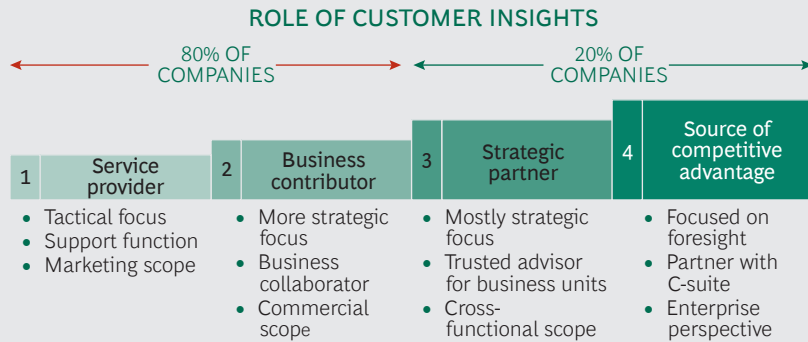 ROLE OF CUSTOMER INSIGHTS
80% OF
COMPANIES
20% OF
COMPANIES
1
Service
provider
2
Business
contributor
3
Strategic
partner
4
Source of
competitive
advantage
• Tactical focus
• Support function
• Marketing scope
• More strategic
focus
• Business
collaborator
• Commercial
scope
• Mostly strategic
focus
• Trusted advisor
for business units
• Cross-
functional scope
• Focused on
foresight
• Partner with
C-suite
• Enterprise
perspective